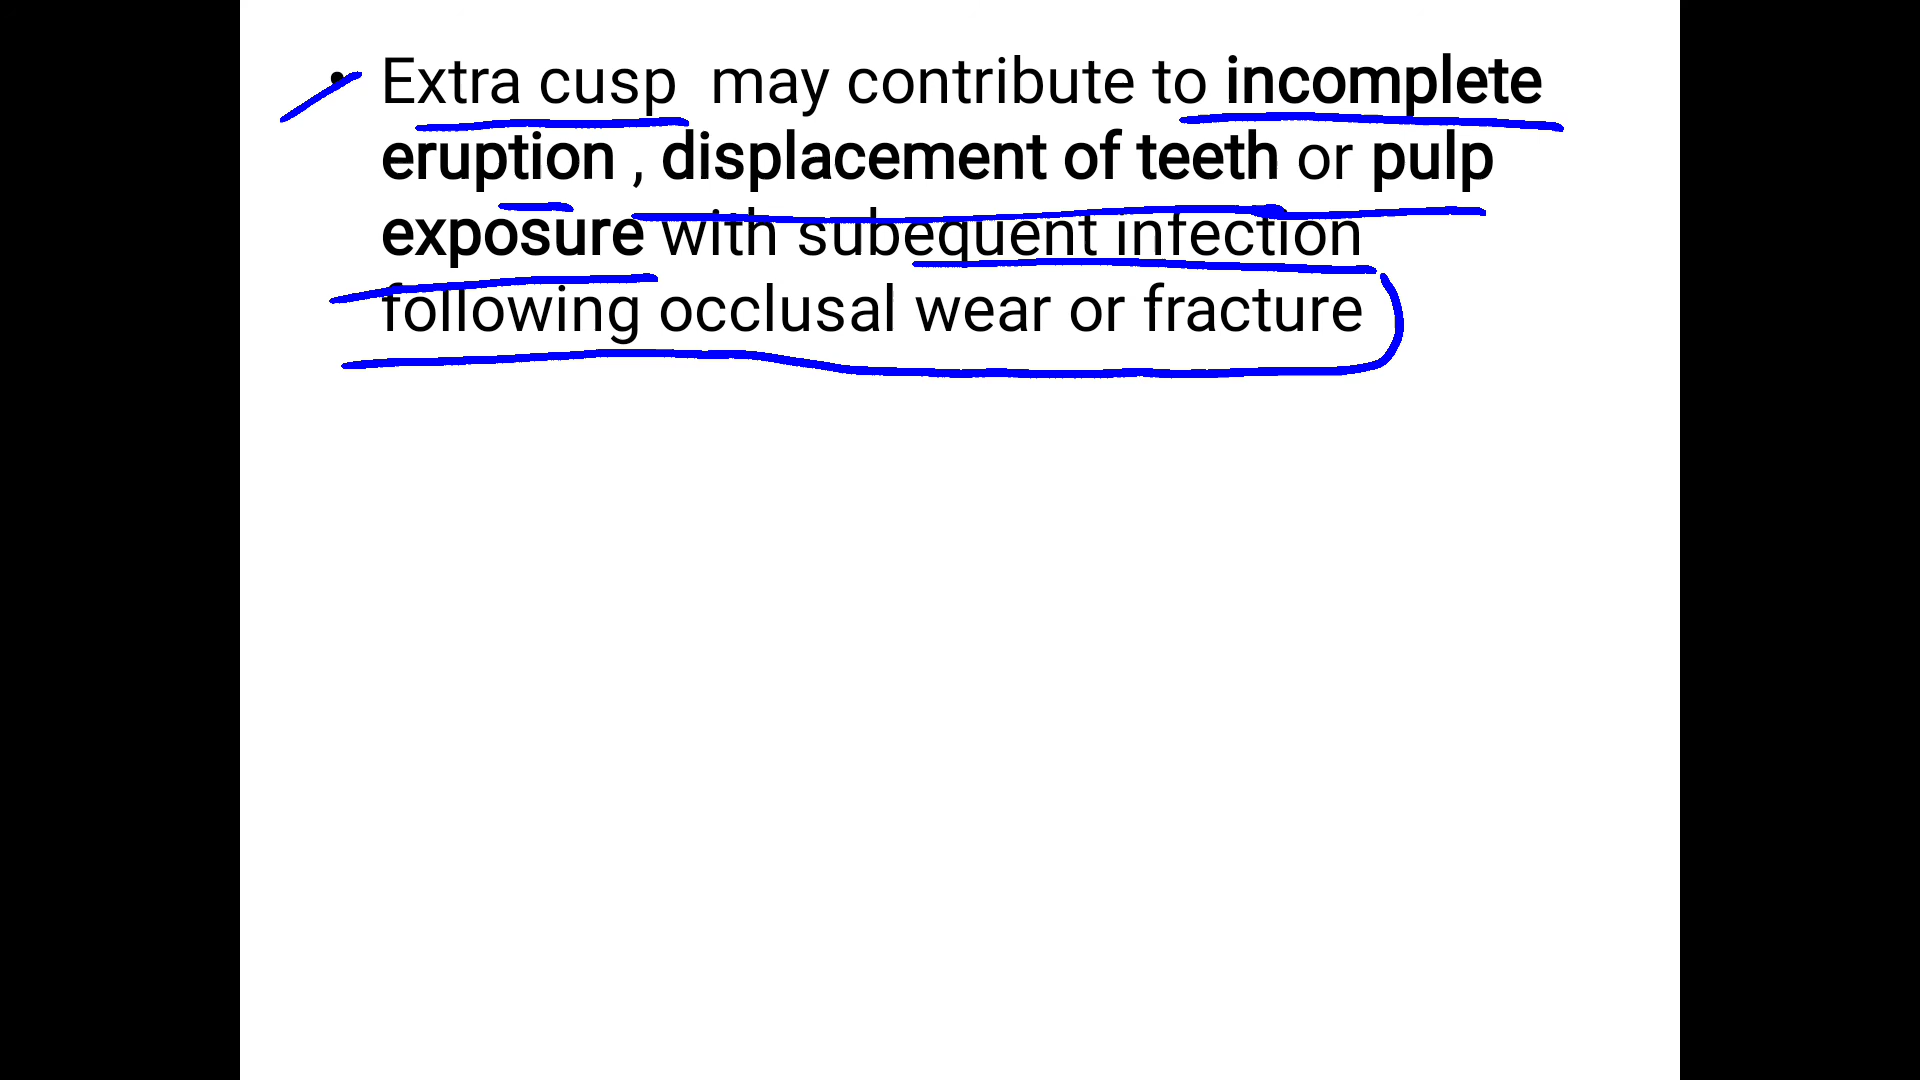 • Extra cusp  may contribute to incomplete
eruption , displacement of teeth or pulp
exposure with subequent infection
following occlusal wear or fracture